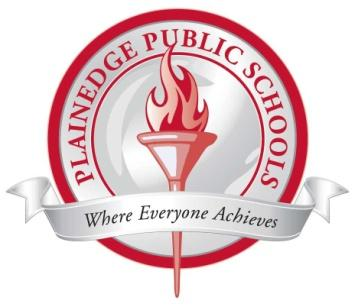 PLAINEDGE PUBLIC SCHOOLS
Where Everyone Achieves